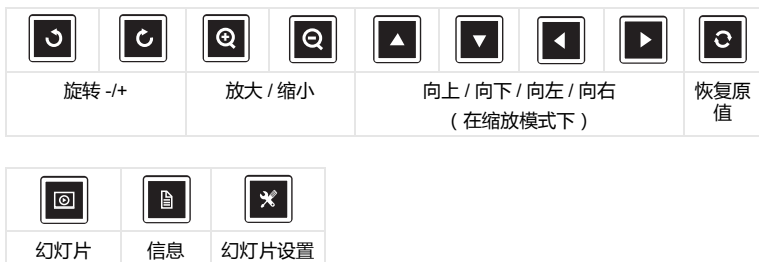 旋转 -/+
放大 / 缩小
向上 / 向下 / 向左 / 向右
（在缩放模式下）
恢复原
值
幻灯片
信息
幻灯片设置